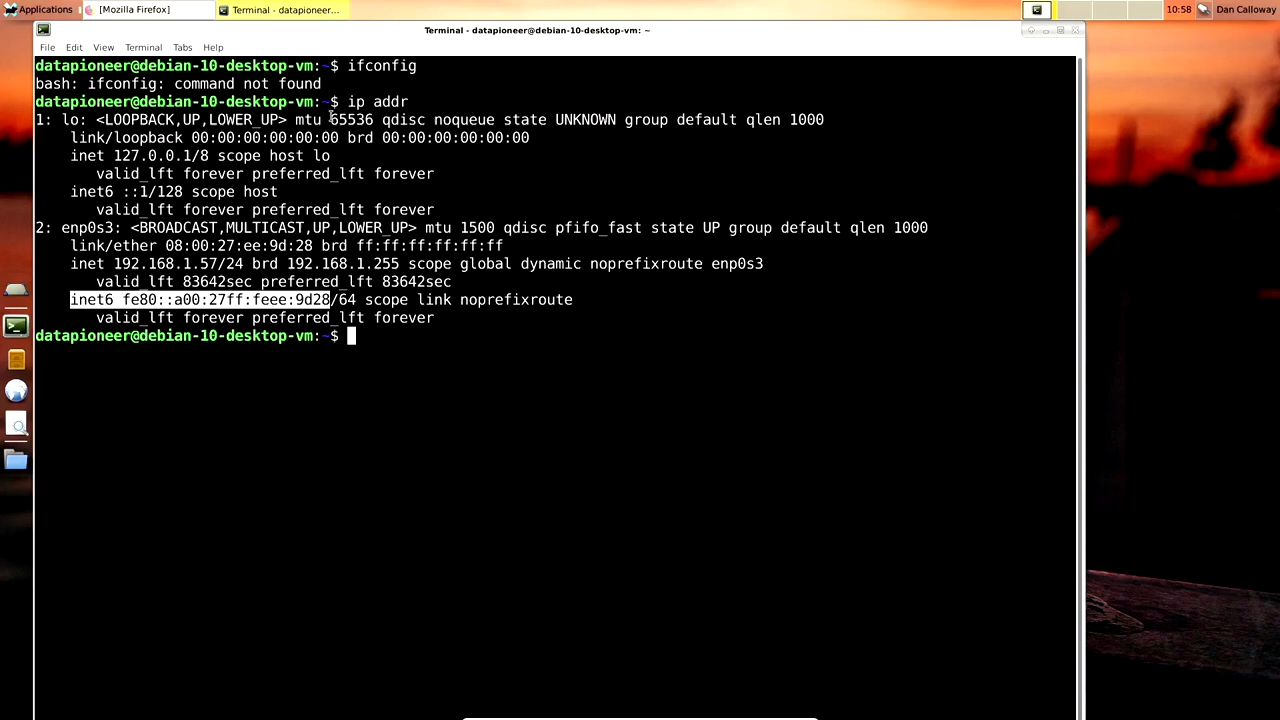 Applications
[Mozilla Firefox]
Terminal - datapioneer...
10:58
Dan Calloway
Terminal - datapioneer@debian-10-desktop-vm: ~
File Edit View Terminal Tabs Help
datapioneer@debian-10-desktop-vm:~$ ifconfig
bash: ifconfig: command not found
datapioneer@debian-10-desktop-vm:~$ ip addr
1: lo: <LOOPBACK,UP,LOWER_UP> mtu 65536 qdisc noqueue state UNKNOWN group default qlen 1000
link/loopback 00:00:00:00:00:00 brd 00:00:00:00:00:00
inet 127.0.0.1/8 scope host lo
valid_lft forever preferred_lft forever
inet6 ::1/128 scope host
valid_lft forever preferred_lft forever
2: enp0s3: <BROADCAST,MULTICAST,UP,LOWER_UP> mtu 1500 qdisc pfifo_fast state UP group default qlen 1000
link/ether 08:00:27:ee:9d:28 brd ff:ff:ff:ff:ff:ff
inet 192.168.1.57/24 brd 192.168.1.255 scope global dynamic noprefixroute enp0s3
valid_lft 83642sec preferred_lft 83642sec
inet6 fe80::a00:27ff:feee:9d28/64 scope link noprefixroute
valid_lft forever preferred_lft forever
datapioneer@debian-10-desktop-vm:~$